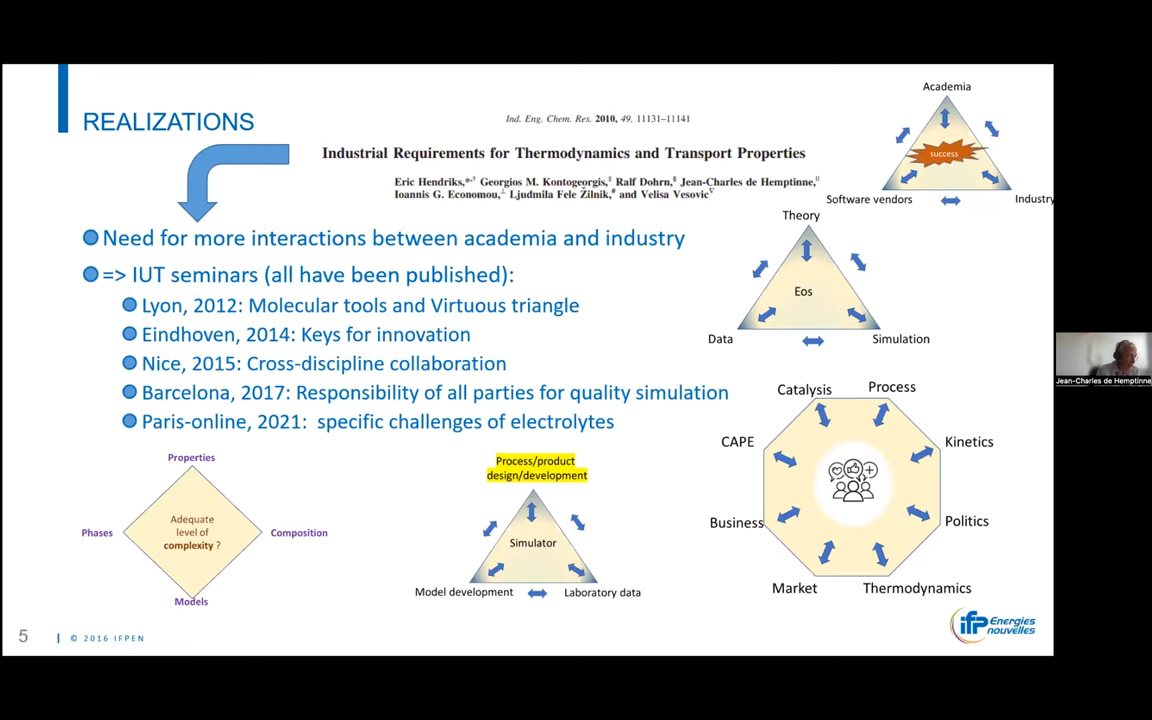 REALIZATIONS
Ind. Eng. Chem. Res. 2010, 49, 11131–11141
Industrial Requirements for Thermodynamics and Transport Properties
Eric Hendriks,*,† Georgios M. Kontogeorgis,‡ Ralf Dohrn,§ Jean-Charles de Hemptinne,||
Ioannis G. Economou,⊥ Ljudmila Fele Žilnik,# and Velisa Vesovic∇
Academia
success
Software vendors
Industry
Need for more interactions between academia and industry
=> IUT seminars (all have been published):
Lyon, 2012: Molecular tools and Virtuous triangle
Eindhoven, 2014: Keys for innovation
Nice, 2015: Cross-discipline collaboration
Barcelona, 2017: Responsibility of all parties for quality simulation
Paris-online, 2021: specific challenges of electrolytes
Theory
Eos
Data
Simulation
Jean-Charles de Hemptinne
Properties
Phases
Adequate
level of
complexity ?
Composition
Models
Process/product
design/development
Simulator
Model development
Laboratory data
Catalysis
Process
CAPE
Kinetics
Business
Politics
Market
Thermodynamics
5
© 2016 IFPEN
ifp Energies
nouvelles